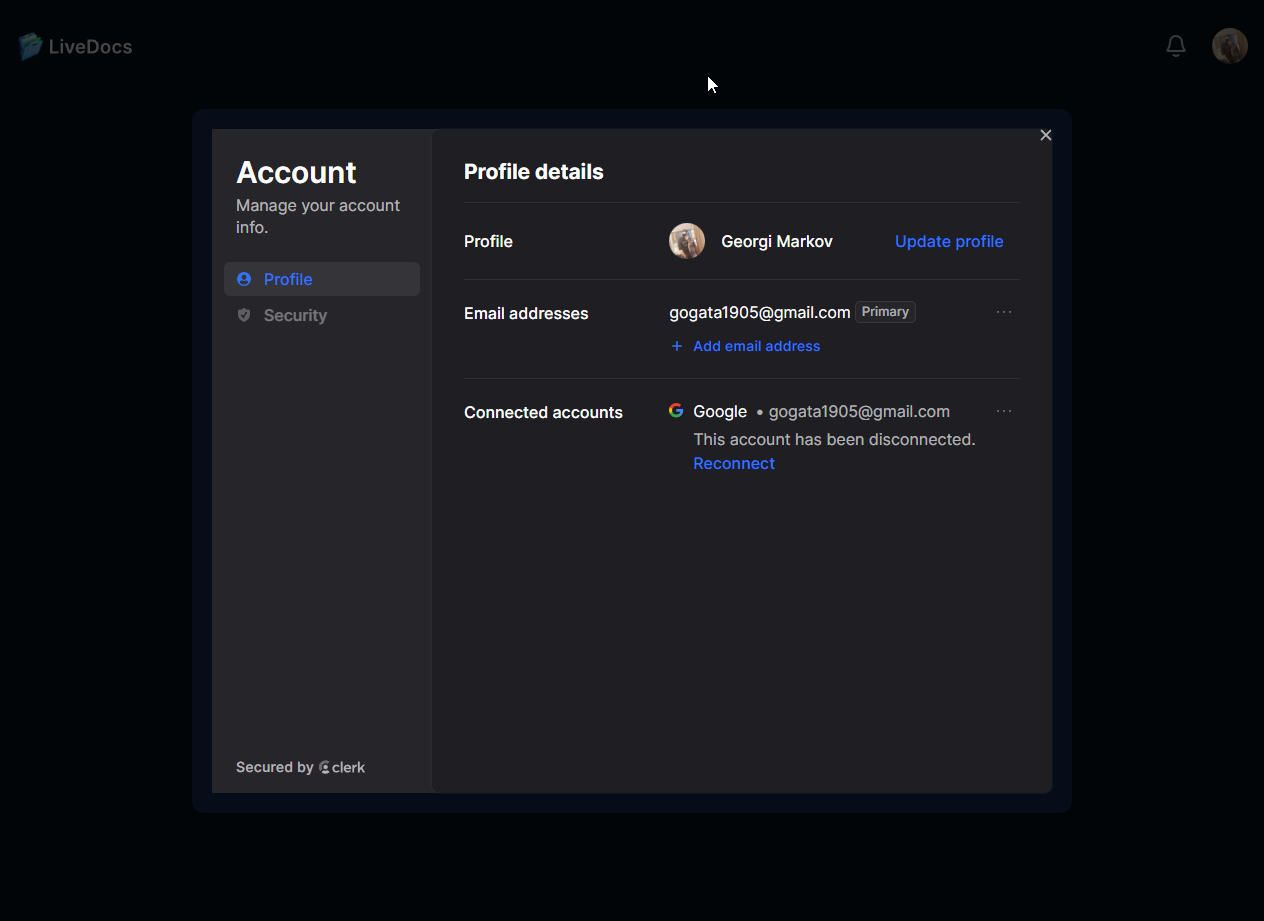 LiveDocs
Account
Manage your account
info.
Profile
Security
Secured by clerk
Profile details
Profile
Georgi Markov
Update profile
Email addresses
gogata1905@gmail.com Primary
+ Add email address
Connected accounts
Google • gogata1905@gmail.com
This account has been disconnected.
Reconnect